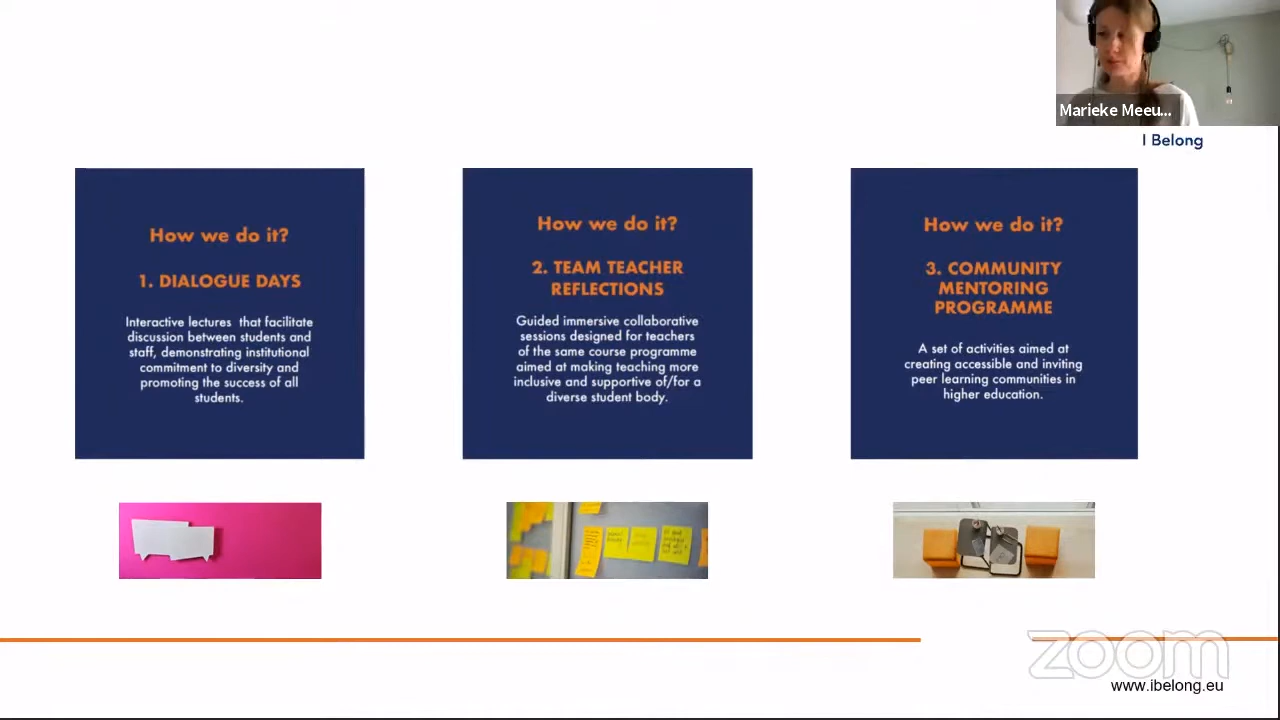 Marieke Meeu...
I Belong
How we do it?
1. DIALOGUE DAYS
Interactive lectures that facilitate
discussion between students and
staff, demonstrating institutional
commitment to diversity and
promoting the success of all
students.
How we do it?
2. TEAM TEACHER
REFLECTIONS
Guided immersive collaborative
sessions designed for teachers
of the same course programme
aimed at making teaching more
inclusive and supportive of/for a
diverse student body.
How we do it?
3. COMMUNITY
MENTORING
PROGRAMME
A set of activities aimed at
creating accessible and inviting
peer learning communities in
higher education.
zoom
www.ibelong.eu